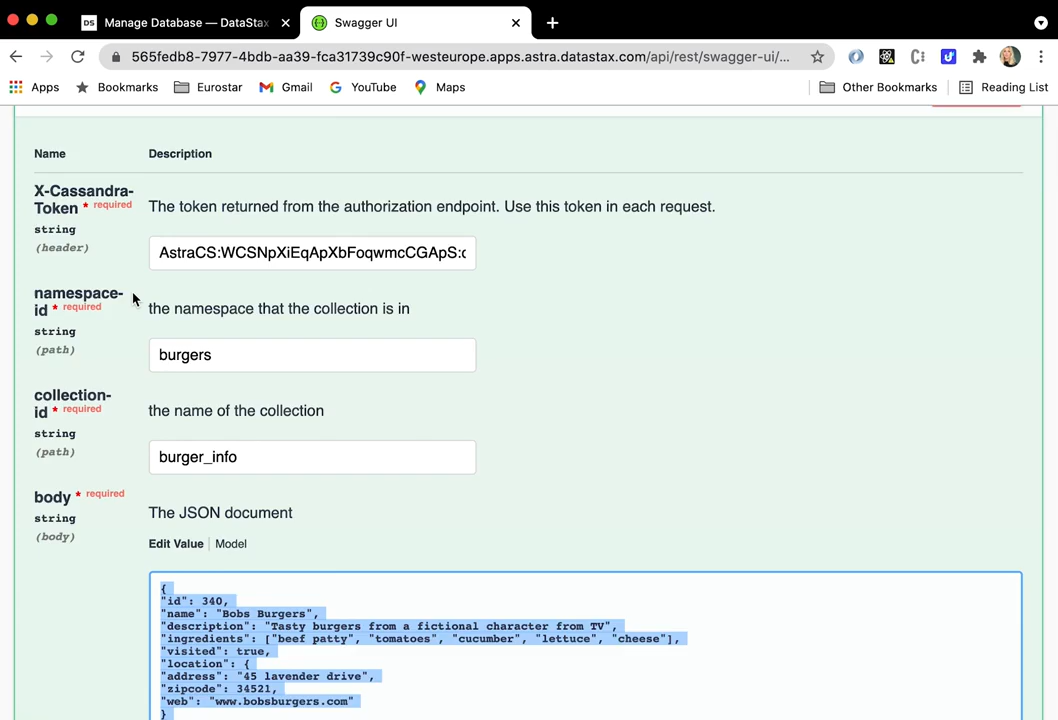 DS Manage Database — DataStax
Swagger UI
565fedb8-7977-4bdb-aa39-fca31739c90f-westeurope.apps.astra.datastax.com/api/rest/swagger-ui/...
Apps Bookmarks Eurostar Gmail YouTube Maps Other Bookmarks Reading List
Name Description
X-Cassandra-
Token * required
string
(header)
The token returned from the authorization endpoint. Use this token in each request.
AstraCS:WCSNpXiEqApXbFoqwmcCGApS:
namespace-
id * required
string
(path)
the namespace that the collection is in
burgers
collection-
id * required
string
(path)
the name of the collection
burger_info
body * required
string
(body)
The JSON document
Edit Value Model
{
"id": 340,
"name": "Bobs Burgers",
"description": "Tasty burgers from a fictional character from TV",
"ingredients": ["beef patty", "tomatoes", "cucumber", "lettuce", "cheese"],
"visited": true,
"location": {
"address": "45 lavender drive",
"zipcode": 34521,
"web": "www.bobsburgers.com"
}